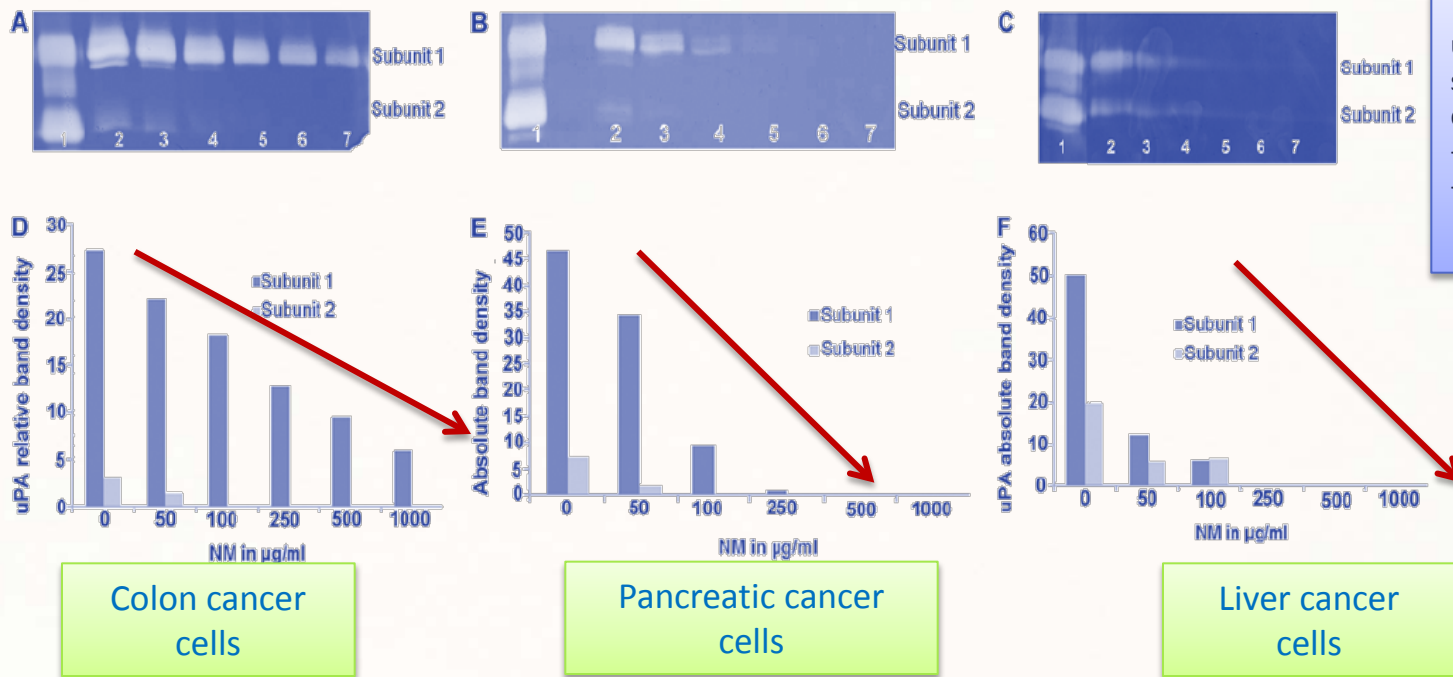 A
Subunit 1
Subunit 2
1 2 3 4 5 6 7
B
Subunit 1
Subunit 2
1 2 3 4 5 6 7
C
Subunit 1
Subunit 2
1 2 3 4 5 6 7
D
uPA relative band density
30
25
20
15
10
5
0
Subunit 1
Subunit 2
0 50 100 250 500 1000
NM in µg/ml
Colon cancer
cells
E
Absolute band density
50
45
40
35
30
25
20
15
10
5
0
Subunit 1
Subunit 2
0 50 100 250 500 1000
NM in µg/ml
Pancreatic cancer
cells
F
uPA absolute band density
60
50
40
30
20
10
0
Subunit 1
Subunit 2
0 50 100 250 500 1000
NM in µg/ml
Liver cancer
cells